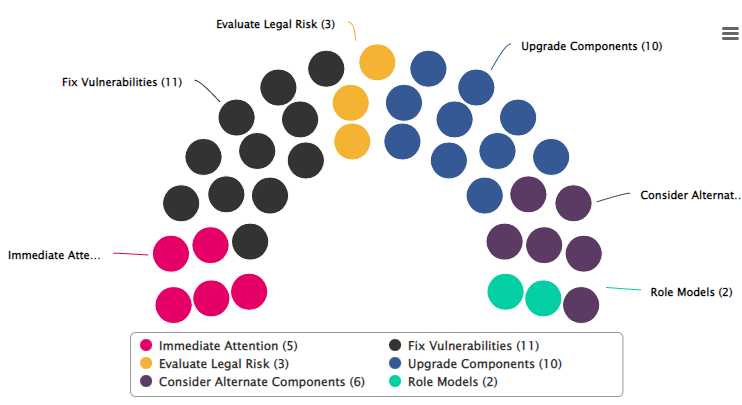 Evaluate Legal Risk (3)
Upgrade Components (10)
Fix Vulnerabilities (11)
Consider Alternat...
Immediate Atte...
Role Models (2)
Immediate Attention (5)
Fix Vulnerabilities (11)
Evaluate Legal Risk (3)
Upgrade Components (10)
Consider Alternate Components (6)
Role Models (2)